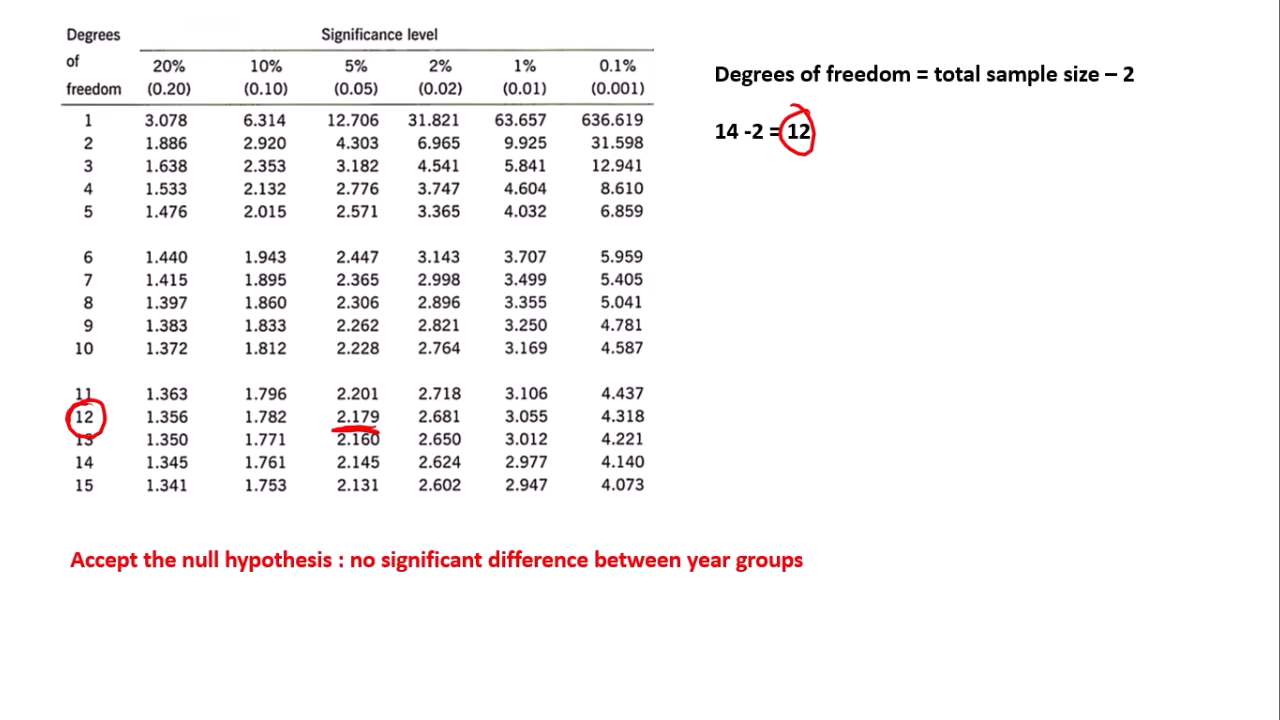 Degrees Significance level
of 20% 10% 5% 2% 1% 0.1%
freedom (0.20) (0.10) (0.05) (0.02) (0.01) (0.001)
1 3.078 6.314 12.706 31.821 63.657 636.619
2 1.886 2.920 4.303 6.965 9.925 31.598
3 1.638 2.353 3.182 4.541 5.841 12.941
4 1.533 2.132 2.776 3.747 4.604 8.610
5 1.476 2.015 2.571 3.365 4.032 6.859
6 1.440 1.943 2.447 3.143 3.707 5.959
7 1.415 1.895 2.365 2.998 3.499 5.405
8 1.397 1.860 2.306 2.896 3.355 5.041
9 1.383 1.833 2.262 2.821 3.250 4.781
10 1.372 1.812 2.228 2.764 3.169 4.587
11 1.363 1.796 2.201 2.718 3.106 4.437
12 1.356 1.782 2.179 2.681 3.055 4.318
13 1.350 1.771 2.160 2.650 3.012 4.221
14 1.345 1.761 2.145 2.624 2.977 4.140
15 1.341 1.753 2.131 2.602 2.947 4.073
Degrees of freedom = total sample size – 2
14 -2 = 12
Accept the null hypothesis : no significant difference between year groups